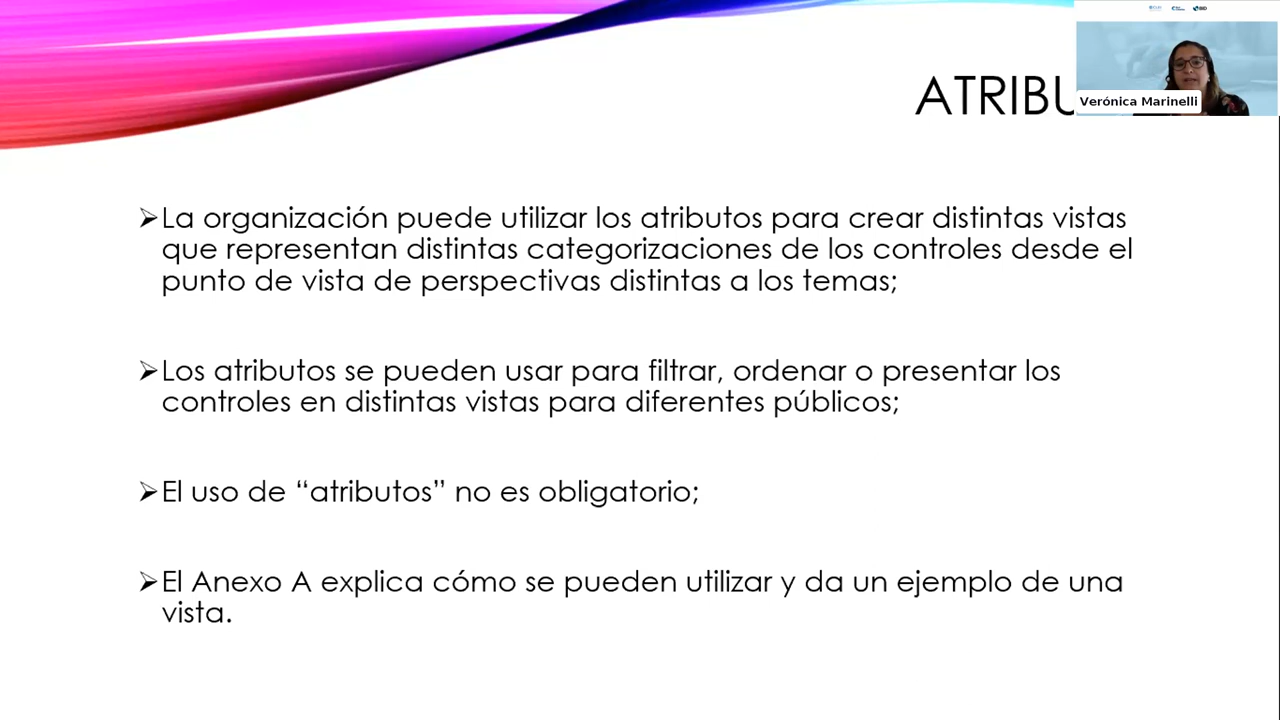 ATRIBU
Verónica Marinelli
➢La organización puede utilizar los atributos para crear distintas vistas
que representan distintas categorizaciones de los controles desde el
punto de vista de perspectivas distintas a los temas;
➢Los atributos se pueden usar para filtrar, ordenar o presentar los
controles en distintas vistas para diferentes públicos;
➢El uso de “atributos” no es obligatorio;
➢El Anexo A explica cómo se pueden utilizar y da un ejemplo de una
vista.